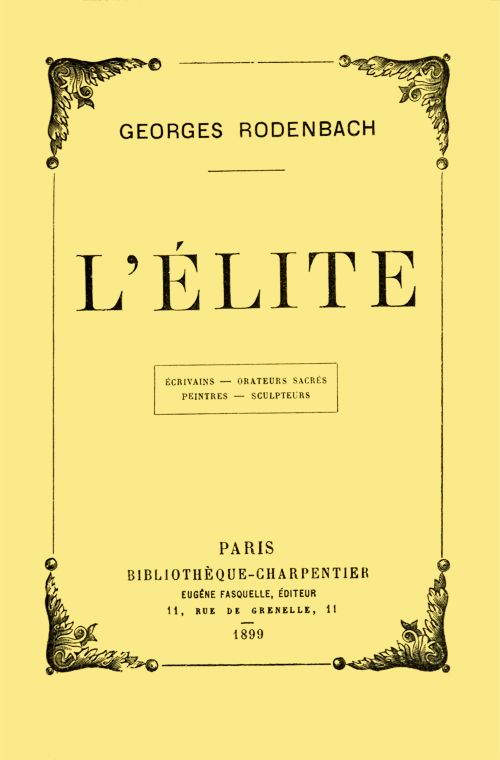 GEORGES RODENBACH
L'ÉLITE
ÉCRIVAINS — ORATEURS SACRÉS
PEINTRES — SCULPTEURS
PARIS
BIBLIOTHÈQUE-CHARPENTIER
EUGÈNE FASQUELLE, ÉDITEUR
11, RUE DE GRENELLE, 11
1899